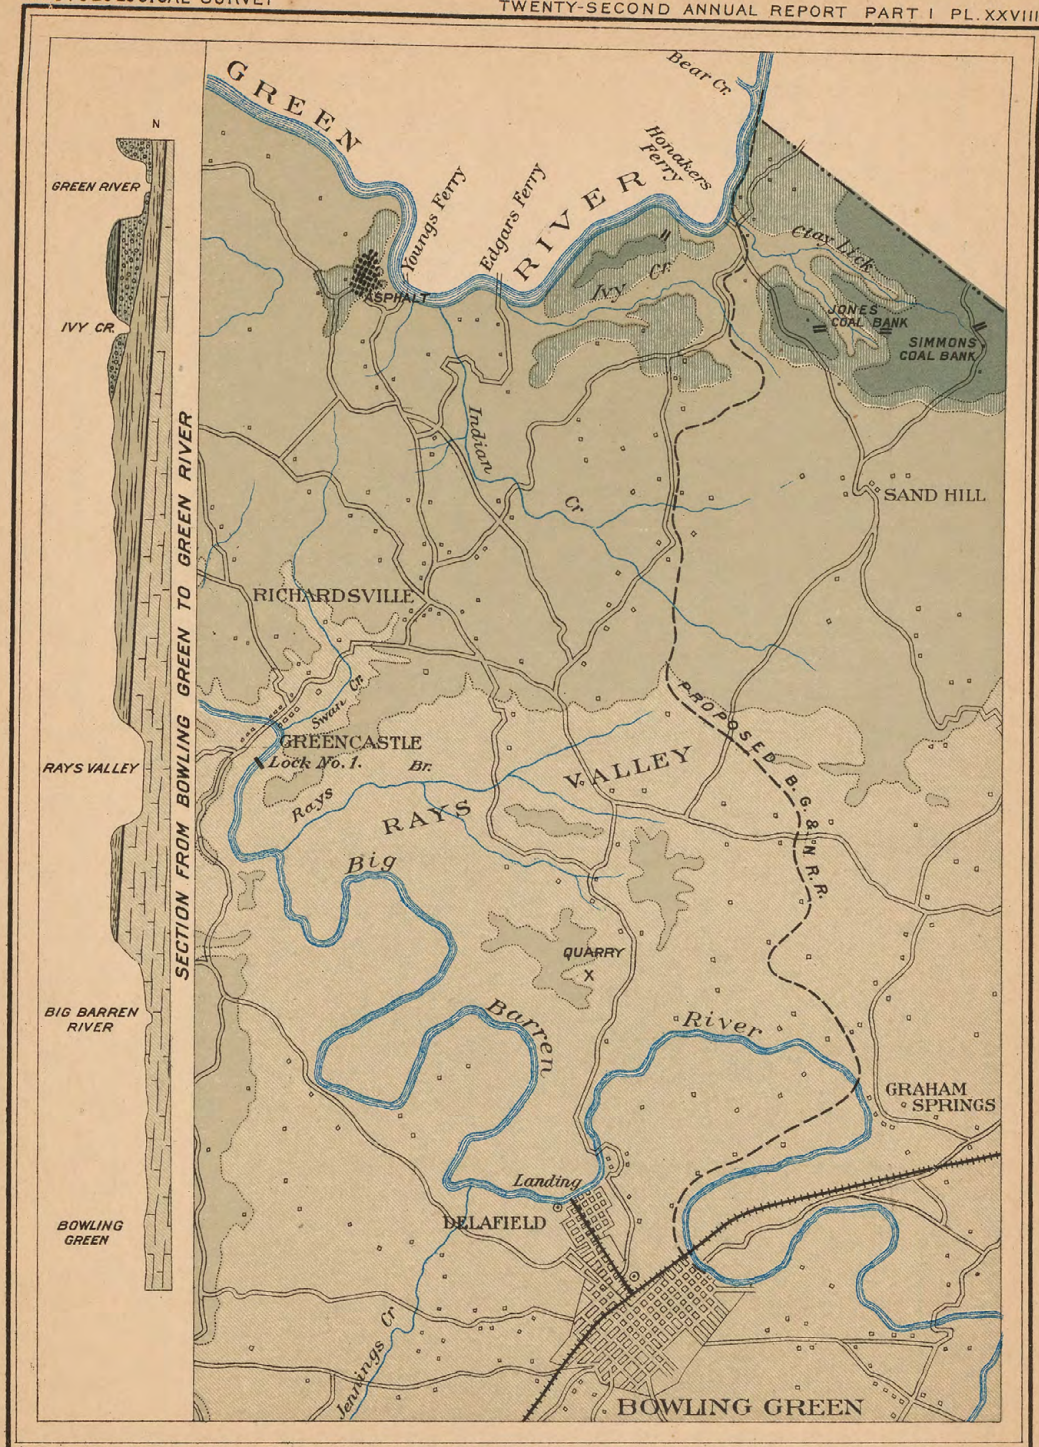 TWENTY-SECOND ANNUAL REPORT PART I PL. XXVIII
N
GREEN RIVER
IVY CR.
RAYS VALLEY
BIG BARREN
RIVER
BOWLING
GREEN
SECTION FROM BOWLING GREEN TO GREEN RIVER
GREEN
RIVER
Bear Cr.
Honakers
Ferry
Youngs Ferry
Edgars Ferry
Ivy Cr.
Clay Lick
ASPHALT
JONES
COAL BANK
SIMMONS
COAL BANK
Indian
Cr.
SAND HILL
RICHARDSVILLE
Swan Cr.
GREENCASTLE
Lock No. 1.
Rays
Br.
RAYS
VALLEY
PROPOSED B. G. & N. R. R.
Big
QUARRY
X
Barren
River
GRAHAM
SPRINGS
Landing
DELAFIELD
Jennings Cr
BOWLING GREEN